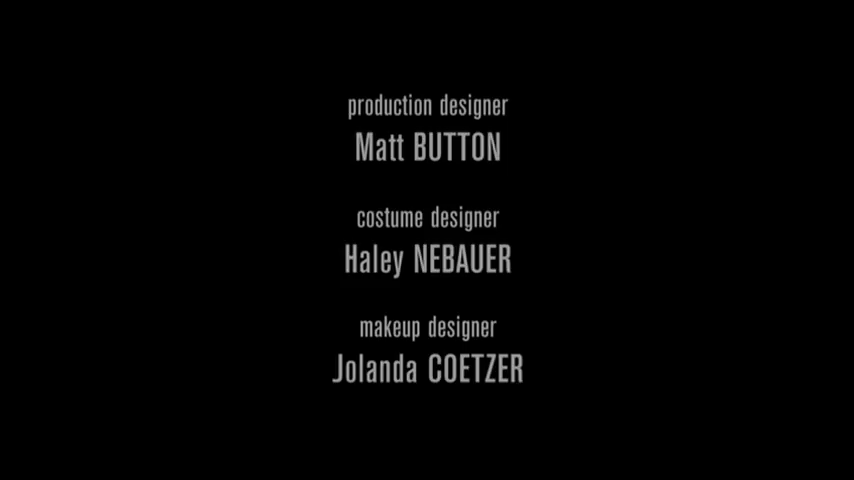 production designer
Matt BUTTON
costume designer
Haley NEBAUER
makeup designer
Jolanda COETZER